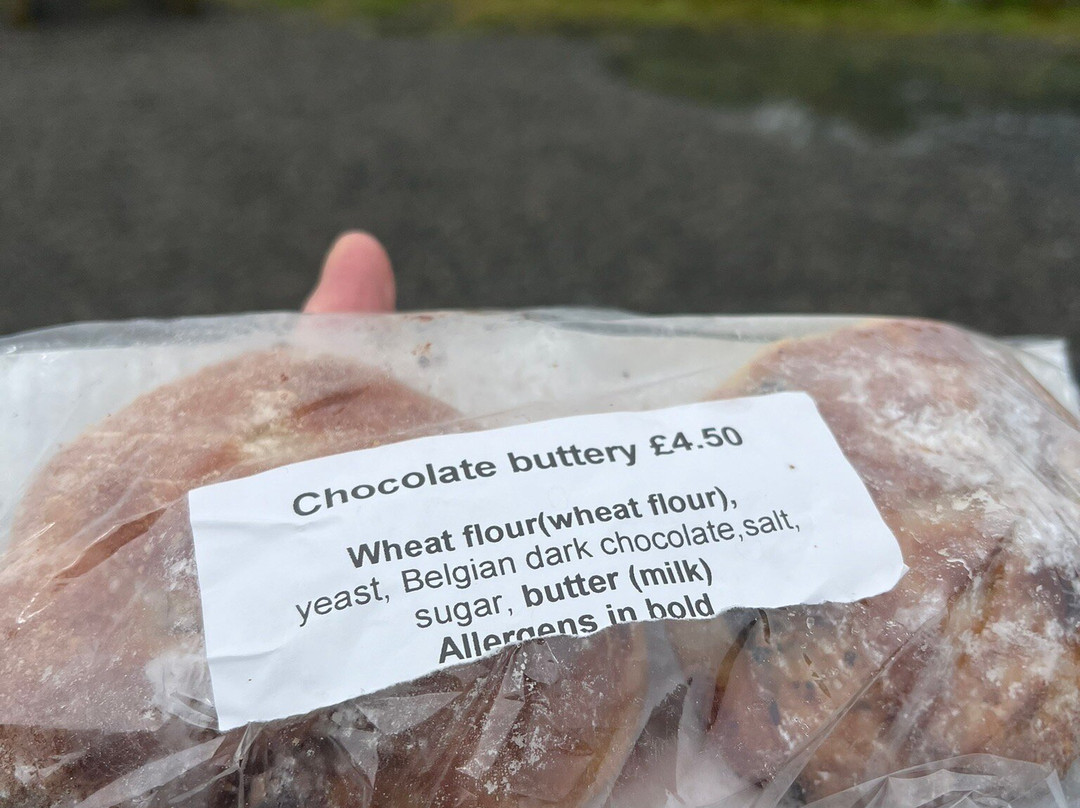 Chocolate buttery £4.50
Wheat flour(wheat flour),
yeast, Belgian dark chocolate,salt,
sugar, butter (milk)
Allergens in bold